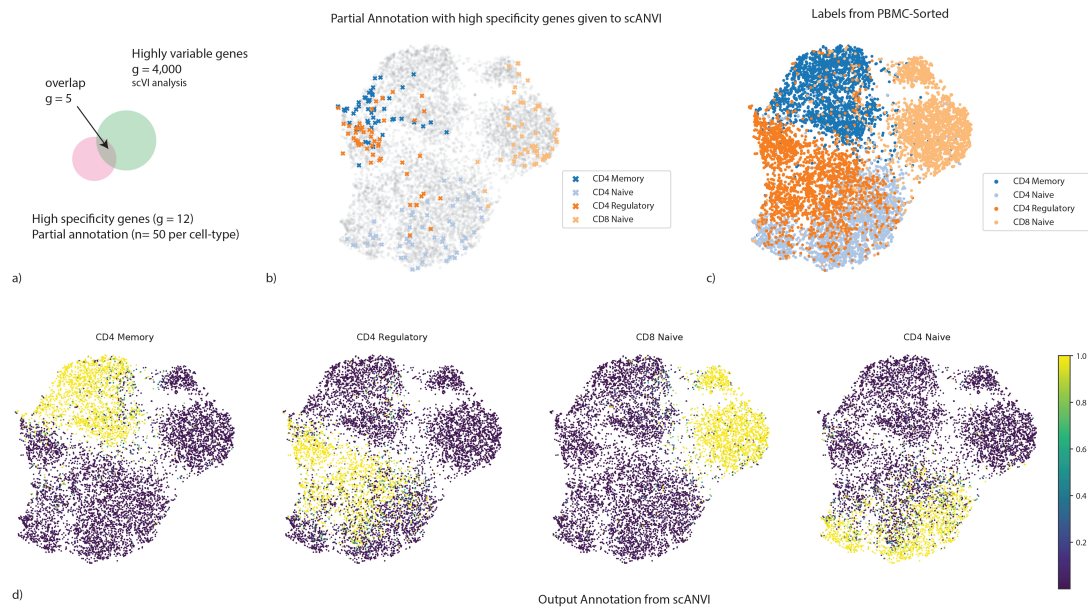 Highly variable genes
g = 4,000
scVI analysis
overlap
g = 5
High specificity genes (g = 12)
Partial annotation (n= 50 per cell-type)
a)
Partial Annotation with high specificity genes given to scANVI
CD4 Memory
CD4 Naive
CD4 Regulatory
CD8 Naive
b)
Labels from PBMC-Sorted
CD4 Memory
CD4 Naive
CD4 Regulatory
CD8 Naive
c)
CD4 Memory
CD4 Regulatory
CD8 Naive
CD4 Naive
1.0
0.8
0.6
0.4
0.2
d)
Output Annotation from scANVI